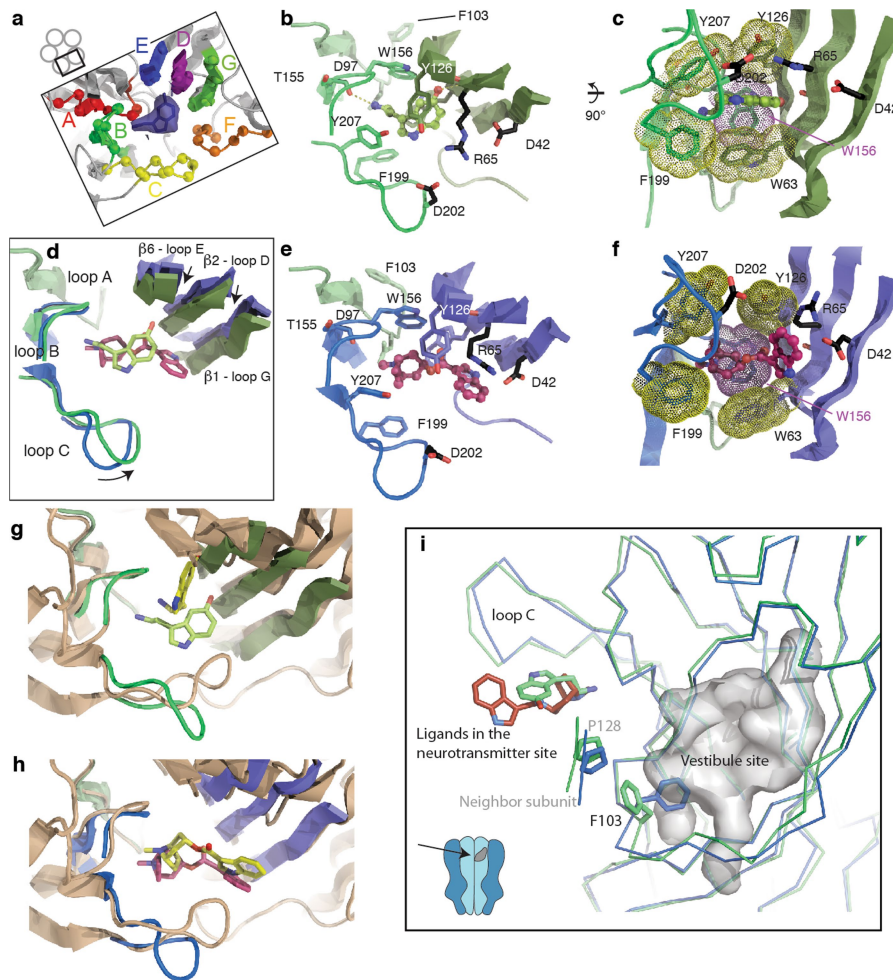 a
E
D
G
A
B
F
C
b
F103
W156
D97
Y126
T155
Y207
R65
D42
F199
D202
90°
c
Y207
Y126
R65
D202
D42
W156
F199
W63
d
β6 - loop E
β2 - loop D
loop A
loop B
β1 - loop G
loop C
e
F103
W156
Y126
D97
T155
R65
D42
Y207
F199
D202
f
Y207
D202
Y126
R65
D42
W156
F199
W63
g
h
i
loop C
Ligands in the
neurotransmitter site
P128
Vestibule site
Neighbor subunit
F103